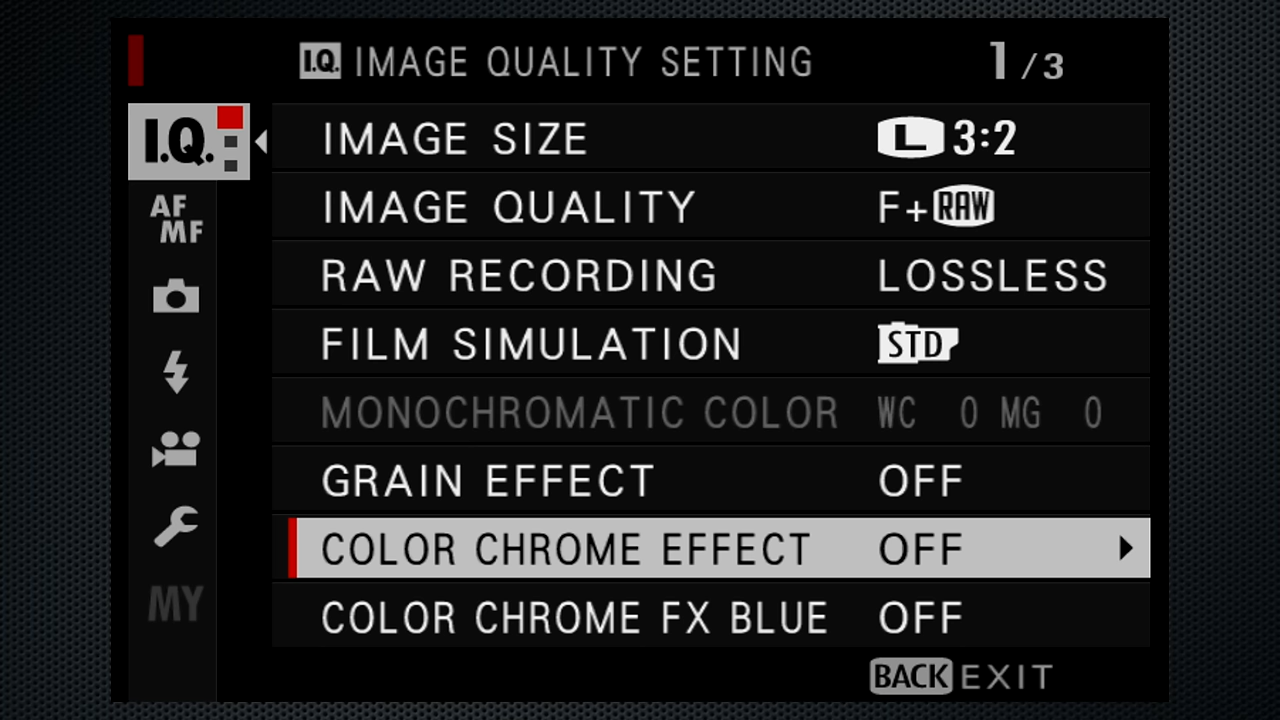 I.Q. IMAGE QUALITY SETTING 1/3
I.Q.
IMAGE SIZE L 3:2
IMAGE QUALITY F+RAW
AF
MF
RAW RECORDING LOSSLESS
FILM SIMULATION STD
MONOCHROMATIC COLOR WC 0 MG 0
GRAIN EFFECT OFF
COLOR CHROME EFFECT OFF
MY
COLOR CHROME FX BLUE OFF
BACK EXIT